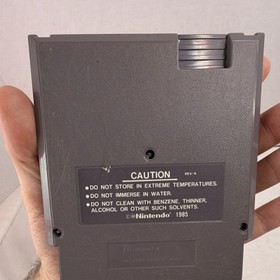 CAUTION
REV-A
•DO NOT STORE IN EXTREME TEMPERATURES.
•DO NOT IMMERSE IN WATER.
•DO NOT CLEAN WITH BENZENE, THINNER,
ALCOHOL OR OTHER SUCH SOLVENTS.
©®Nintendo 1985